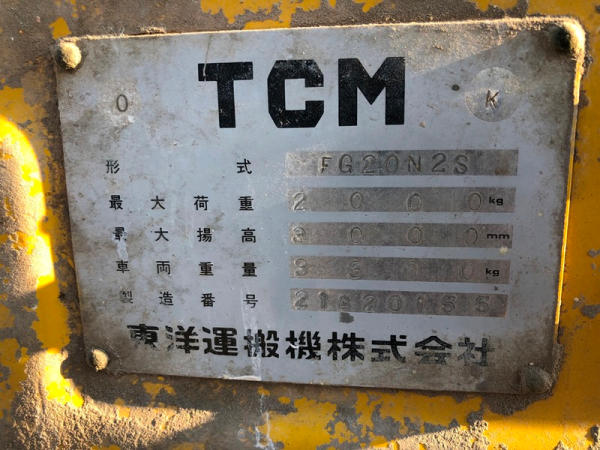 TCM
O K
形式 FG20N2S
最大荷重 2000kg
最大揚高 3000mm
車両重量 kg
製造番号
東洋運搬機株式会社